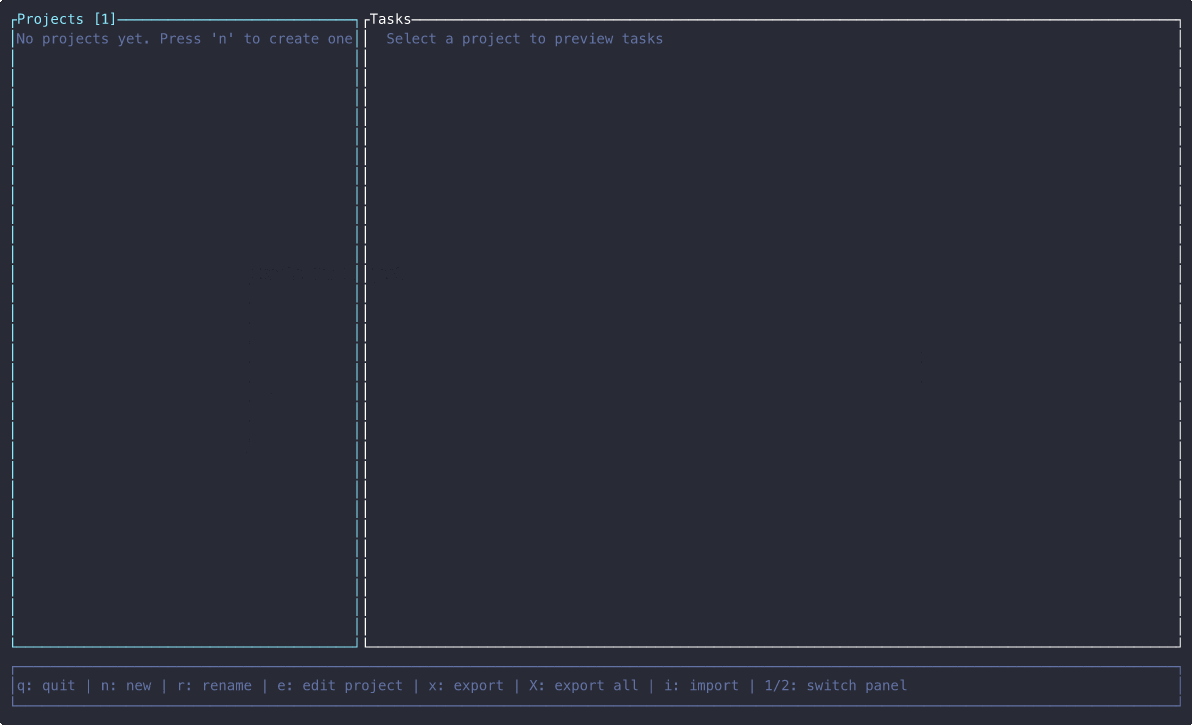 Projects [1]
Tasks
No projects yet. Press 'n' to create one
Select a project to preview tasks
q: quit | n: new | r: rename | e: edit project | x: export | X: export all | i: import | 1/2: switch panel